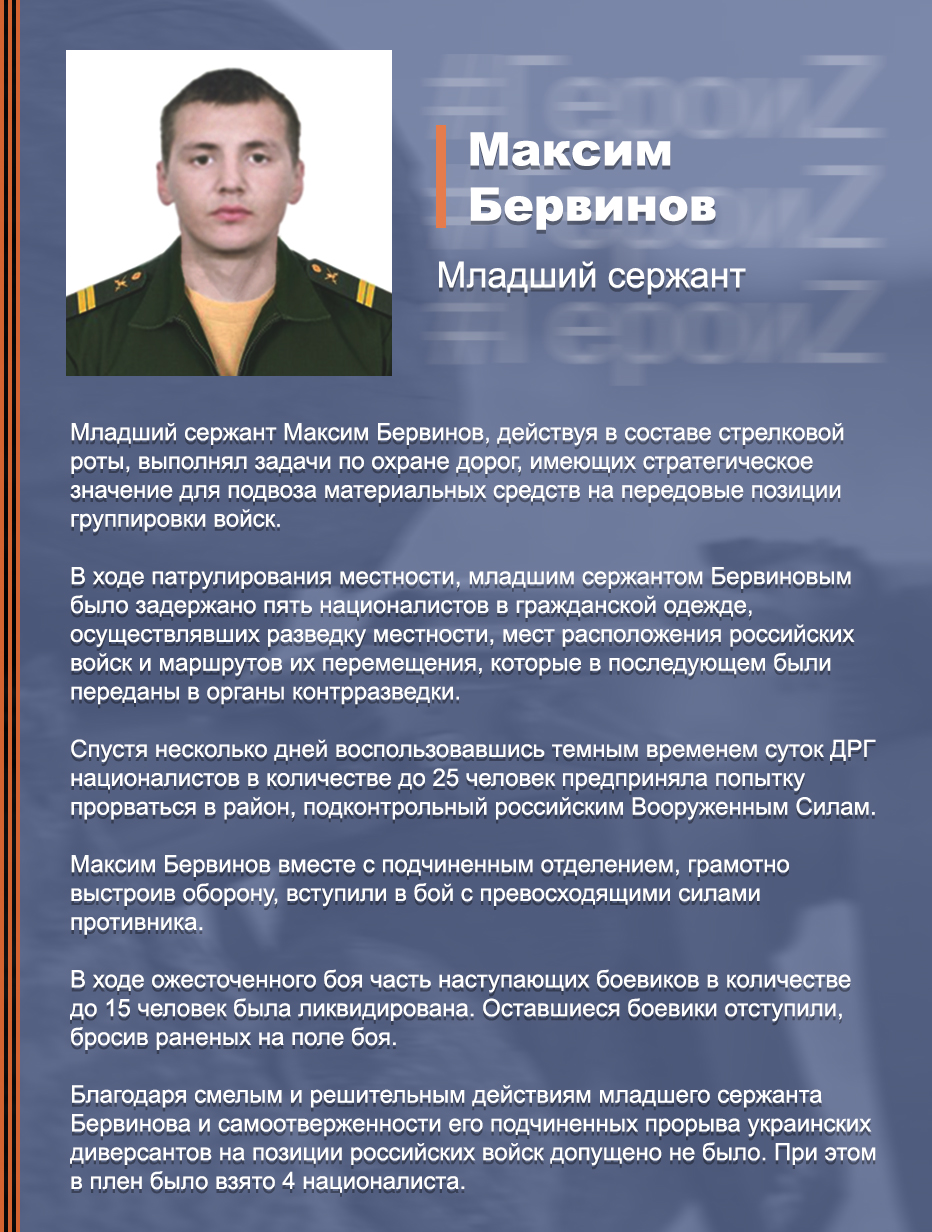 #ГероиZ
Максим
#ГероиZ
Бервинов
Младший сержант
#ГероиZ
Младший сержант Максим Бервинов, действуя в составе стрелковой
роты, выполнял задачи по охране дорог, имеющих стратегическое
значение для подвоза материальных средств на передовые позиции
группировки войск.
В ходе патрулирования местности, младшим сержантом Бервиновым
было задержано пять националистов в гражданской одежде,
осуществлявших разведку местности, мест расположения российских
войск и маршрутов их перемещения, которые в последующем были
переданы в органы контрразведки.
Спустя несколько дней воспользовавшись темным временем суток ДРГ
националистов в количестве до 25 человек предприняла попытку
прорваться в район, подконтрольный российским Вооруженным Силам.
Максим Бервинов вместе с подчиненным отделением, грамотно
выстроив оборону, вступили в бой с превосходящими силами
противника.
В ходе ожесточенного боя часть наступающих боевиков в количестве
до 15 человек была ликвидирована. Оставшиеся боевики отступили,
бросив раненых на поле боя.
Благодаря смелым и решительным действиям младшего сержанта
Бервинова и самоотверженности его подчиненных прорыва украинских
диверсантов на позиции российских войск допущено не было. При этом
в плен было взято 4 националиста.